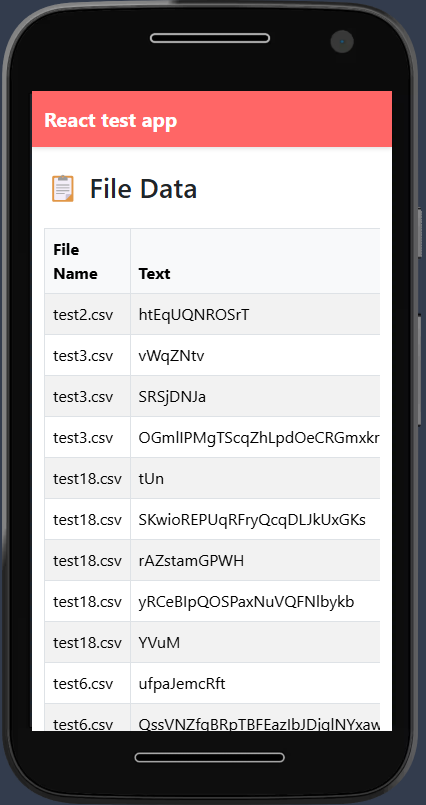 React test app
📋 File Data
File
Name Text
test2.csv htEqUQNROSrT
test3.csv vWqZNtv
test3.csv SRSjDNJa
test3.csv
test18.csv tUn
test18.csv SKwioREPUqRFryQcqDLJkUxGKs
test18.csv rAZstamGPWH
test18.csv yRCeBIpQOSPaxNuVQFNlbykb
test18.csv YVuM
test6.csv ufpaJemcRft
test6.csv